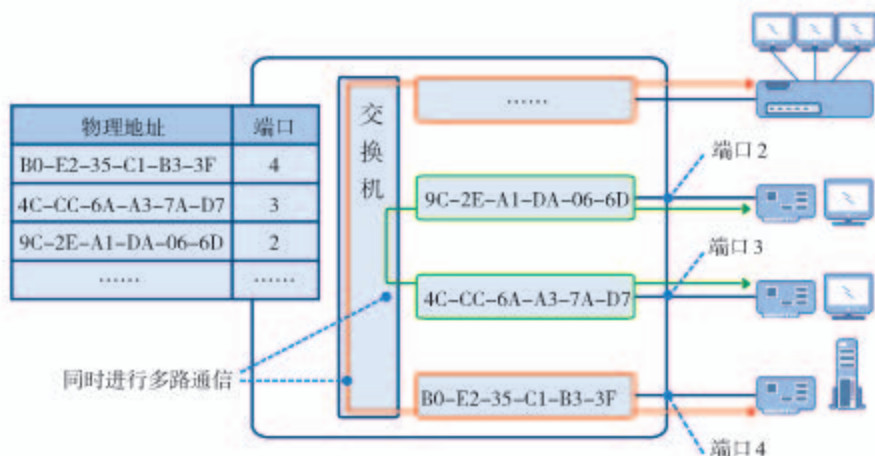 物理地址 端口
B0-E2-35-C1-B3-3F 4
4C-CC-6A-A3-7A-D7 3
9C-2E-A1-DA-06-6D 2
…… ……
交换机
……
9C-2E-A1-DA-06-6D
4C-CC-6A-A3-7A-D7
B0-E2-35-C1-B3-3F
端口2
端口3
端口4
同时进行多路通信